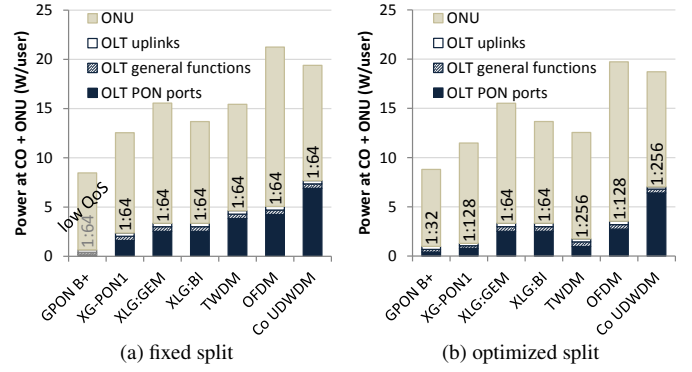 Power at CO + ONU (W/user)
25
20
15
10
5
0
ONU
OLT uplinks
OLT general functions
OLT PON ports
low QoS
1:64
1:64
1:64
1:64
1:64
1:64
1:64
GPON B+
XG-PON1
XLG:GEM
XLG:BI
TWDM
OFDM
Co UDWDM
(a) fixed split
Power at CO + ONU (W/user)
25
20
15
10
5
0
ONU
OLT uplinks
OLT general functions
OLT PON ports
1:32
1:128
1:64
1:64
1:256
1:128
1:256
GPON B+
XG-PON1
XLG:GEM
XLG:BI
TWDM
OFDM
Co UDWDM
(b) optimized split